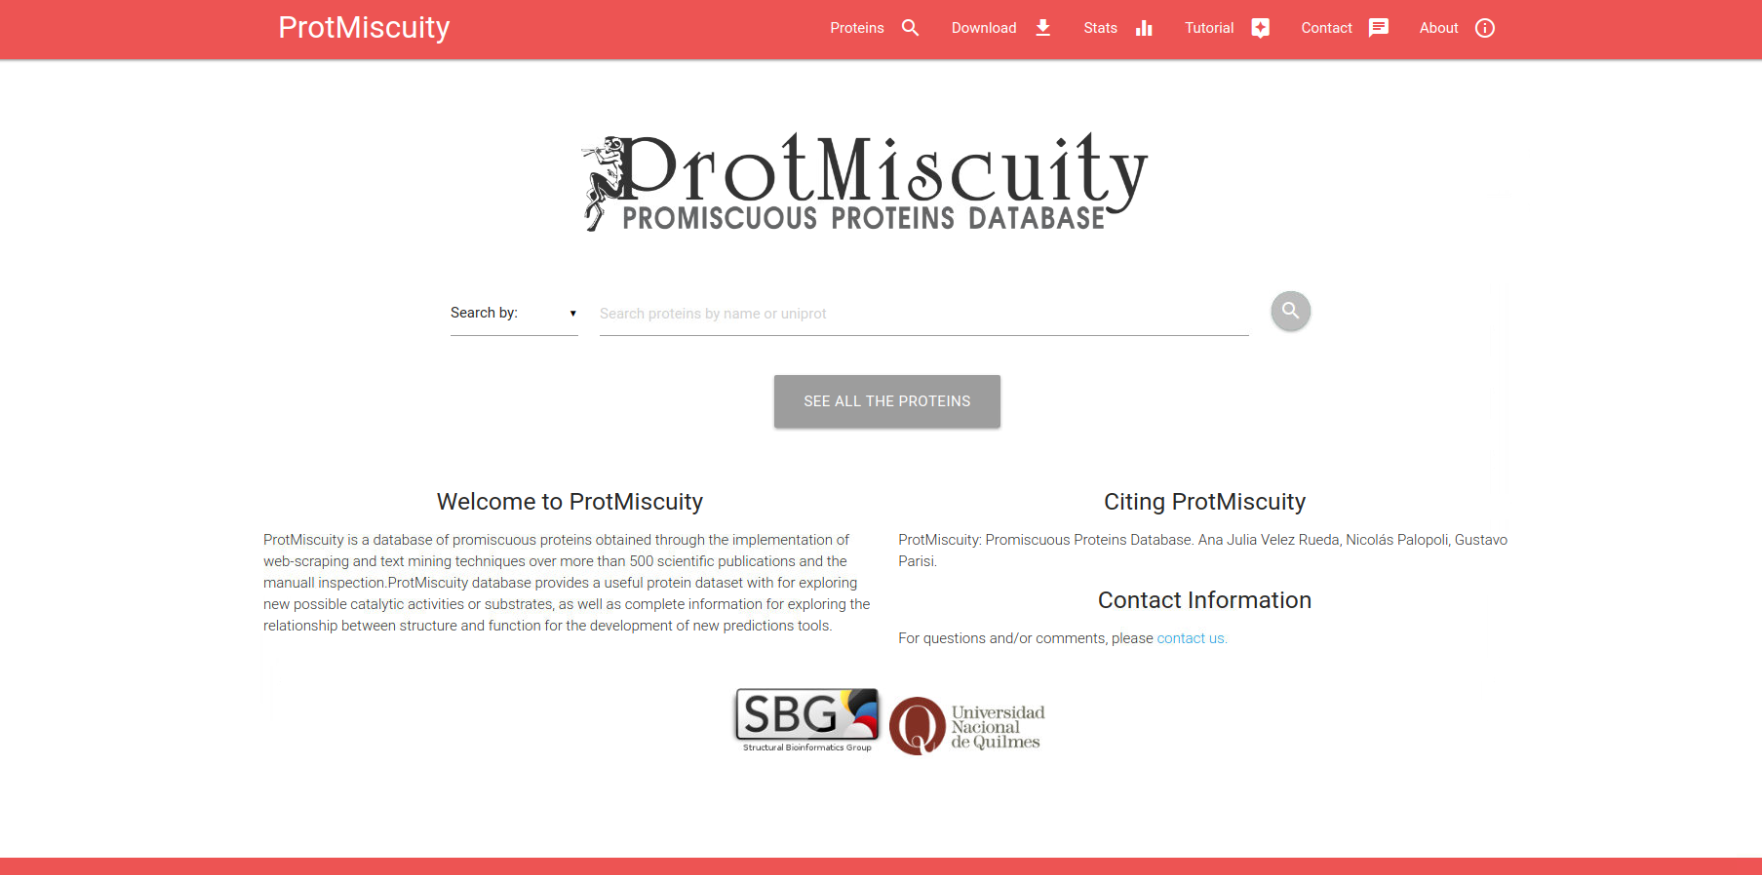 ProtMiscuity
Proteins
Download
Stats
Tutorial
Contact
About
ProtMiscuity
PROMISCUOUS PROTEINS DATABASE
Search by:
Search proteins by name or uniprot
SEE ALL THE PROTEINS
Welcome to ProtMiscuity
ProtMiscuity is a database of promiscuous proteins obtained through the implementation of
web-scraping and text mining techniques over more than 500 scientific publications and the
manuall inspection.ProtMiscuity database provides a useful protein dataset with for exploring
new possible catalytic activities or substrates, as well as complete information for exploring the
relationship between structure and function for the development of new predictions tools.
Citing ProtMiscuity
ProtMiscuity: Promiscuous Proteins Database. Ana Julia Velez Rueda, Nicolás Palopoli, Gustavo
Parisi.
Contact Information
For questions and/or comments, please contact us.
SBG
Structural Bioinformatics Group
Universidad
Nacional
de Quilmes